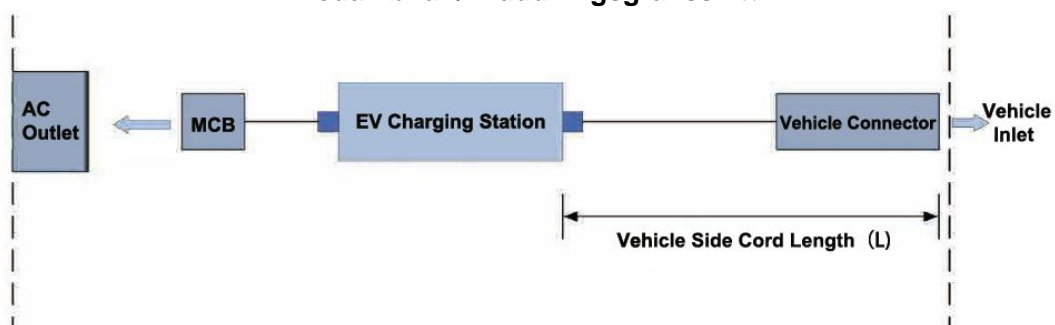 AC
Outlet
MCB
EV Charging Station
Vehicle Connector
Vehicle
Inlet
Vehicle Side Cord Length (L)